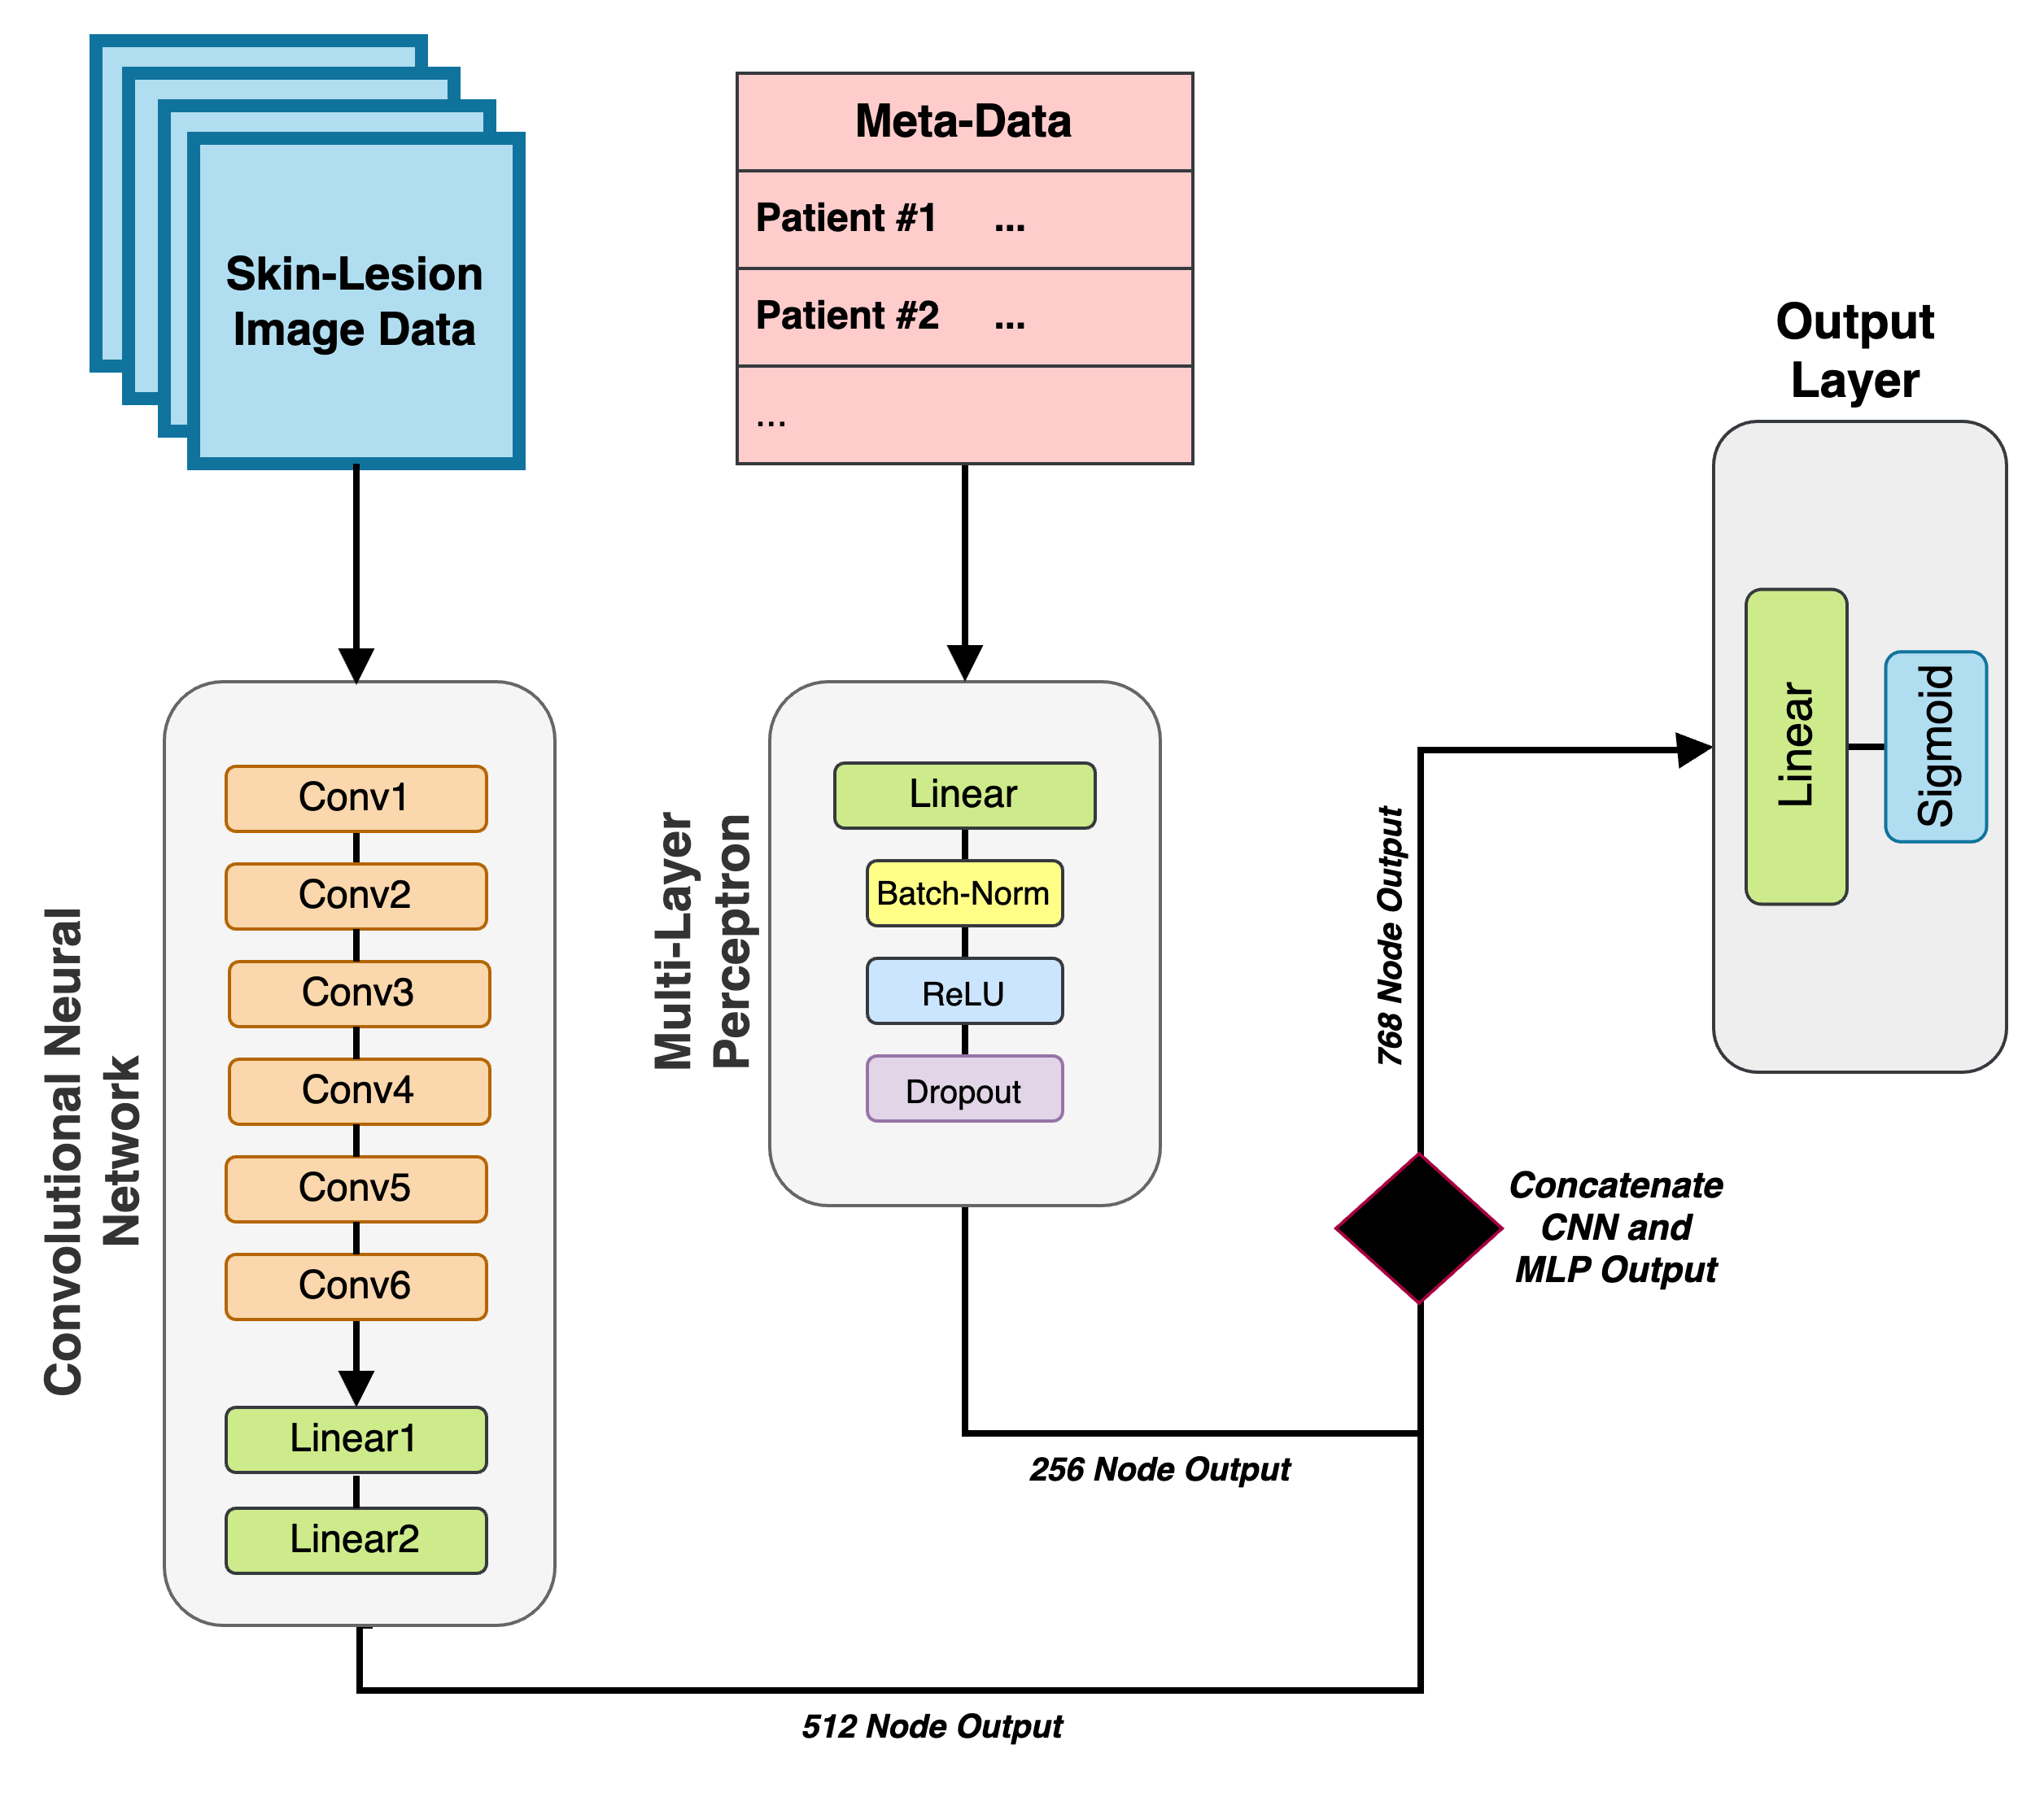 Skin-Lesion
Image Data
Meta-Data
Patient #1 ...
Patient #2 ...
...
Output
Layer
Convolutional Neural
Network
Conv1
Conv2
Conv3
Conv4
Conv5
Conv6
Linear1
Linear2
Multi-Layer
Perceptron
Linear
Batch-Norm
ReLU
Dropout
768 Node Output
Linear
Sigmoid
Concatenate
CNN and
MLP Output
256 Node Output
512 Node Output